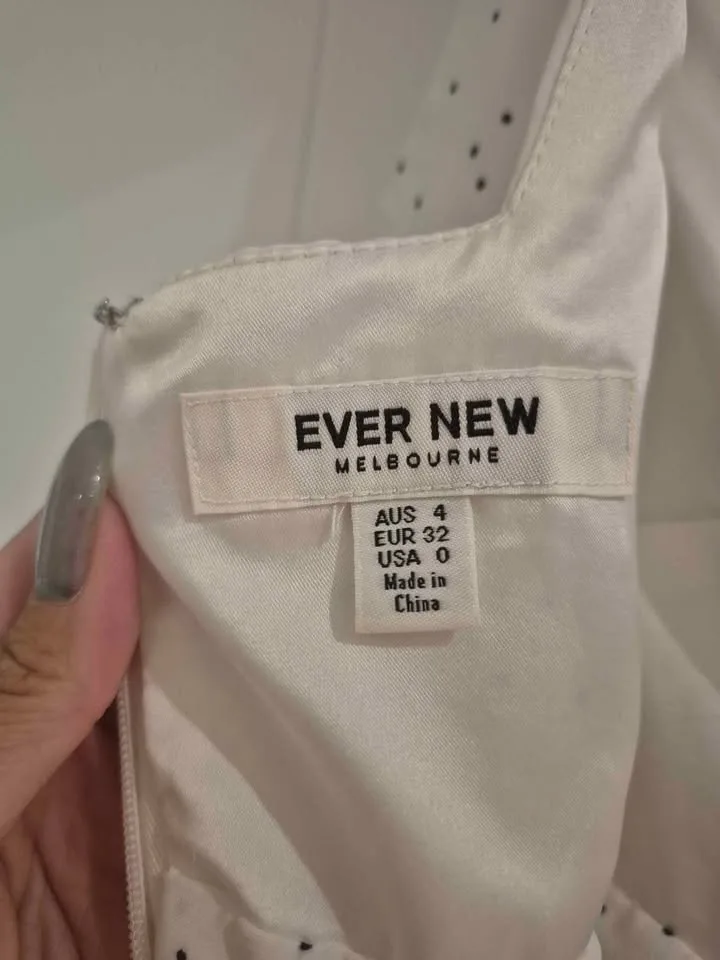 EVER NEW
MELBOURNE
AUS 4
EUR 32
USA 0
Made in
China